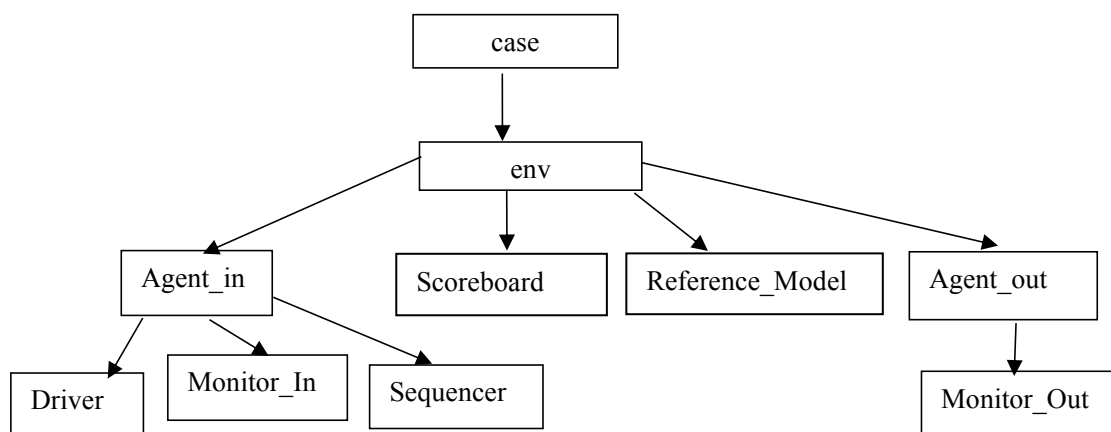 case
env
Agent_in
Scoreboard
Reference_Model
Agent_out
Driver
Monitor_In
Sequencer
Monitor_Out